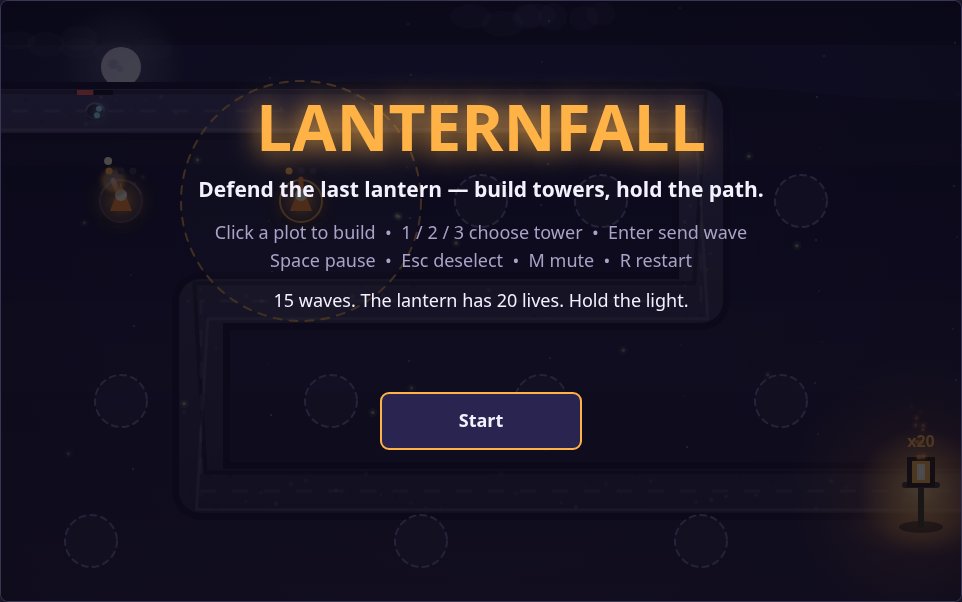 LANTERNFALL
Defend the last lantern — build towers, hold the path.
Click a plot to build • 1 / 2 / 3 choose tower • Enter send wave
Space pause • Esc deselect • M mute • R restart
15 waves. The lantern has 20 lives. Hold the light.
Start
x20